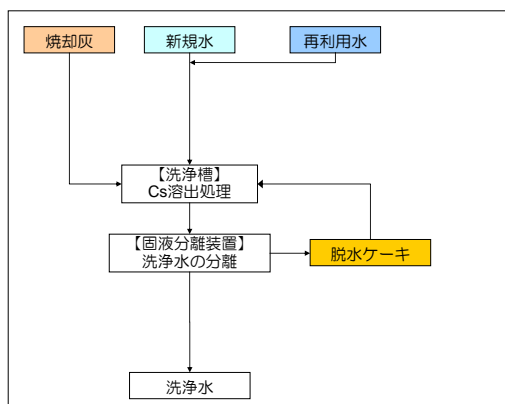 焼却灰
新規水
再利用水
【洗浄槽】
Cs溶出処理
【固液分離装置】
洗浄水の分離
脱水ケーキ
洗浄水